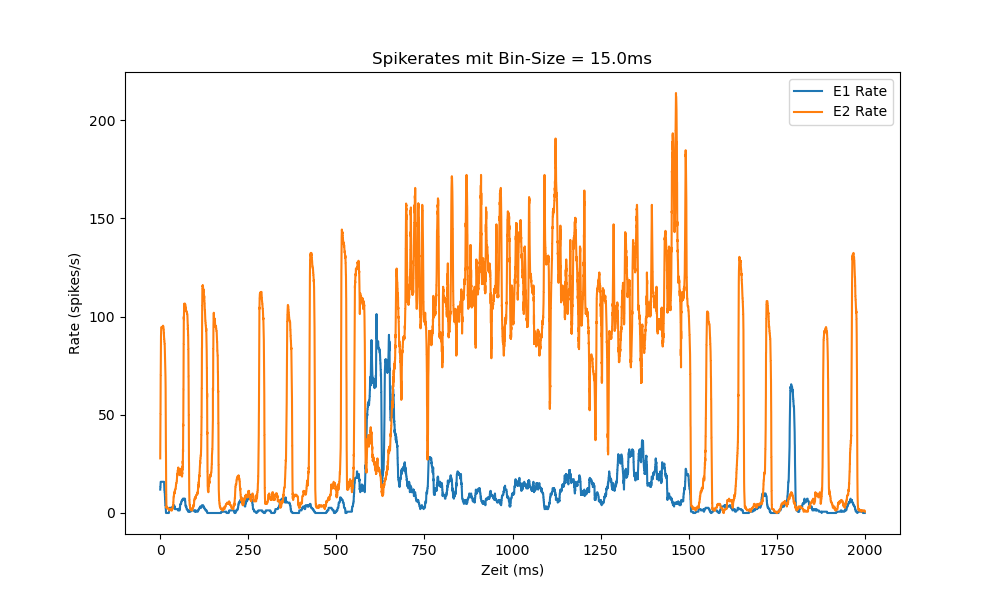 Spikerates mit Bin-Size = 15.0ms
E1 Rate
E2 Rate
Rate (spikes/s)
200
150
100
50
0
0 250 500 750 1000 1250 1500 1750 2000
Zeit (ms)